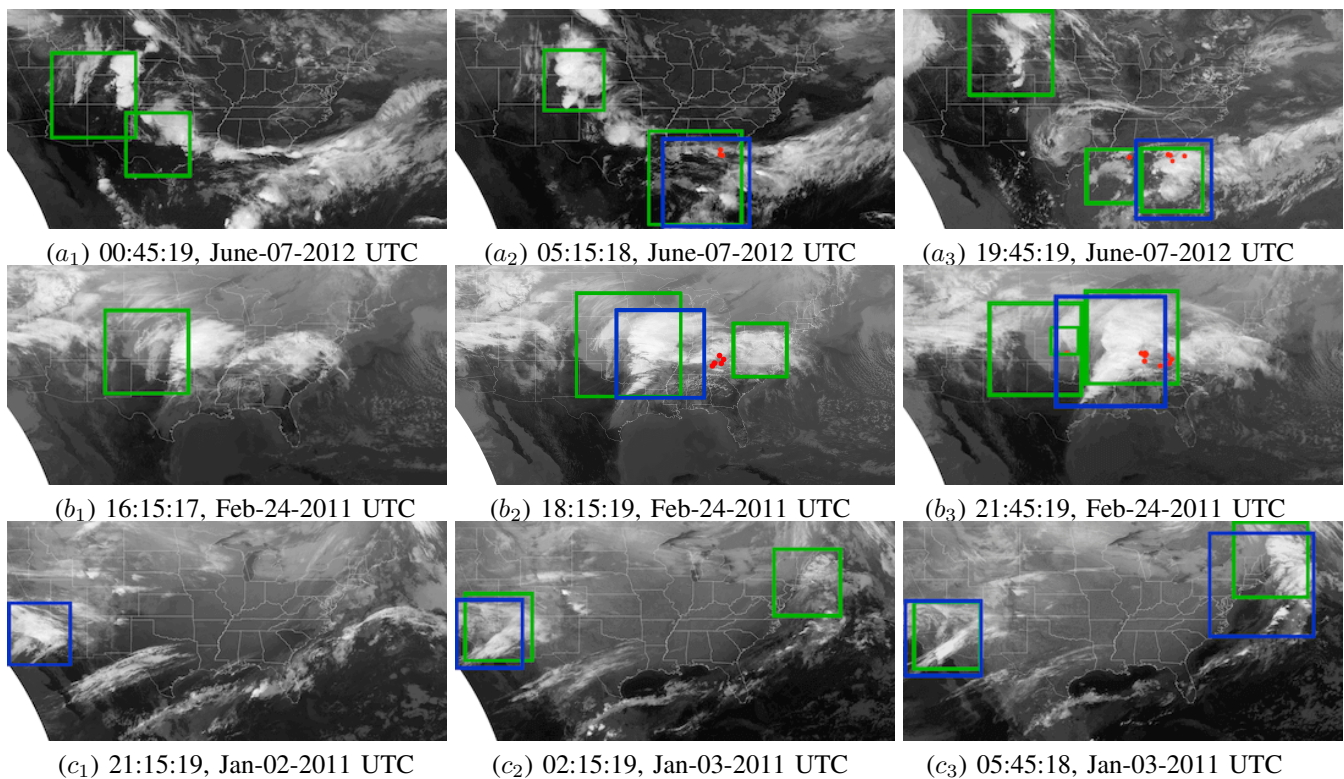 (a₁) 00:45:19, June-07-2012 UTC
(a₂) 05:15:18, June-07-2012 UTC
(a₃) 19:45:19, June-07-2012 UTC
(b₁) 16:15:17, Feb-24-2011 UTC
(b₂) 18:15:19, Feb-24-2011 UTC
(b₃) 21:45:19, Feb-24-2011 UTC
(c₁) 21:15:19, Jan-02-2011 UTC
(c₂) 02:15:19, Jan-03-2011 UTC
(c₃) 05:45:18, Jan-03-2011 UTC